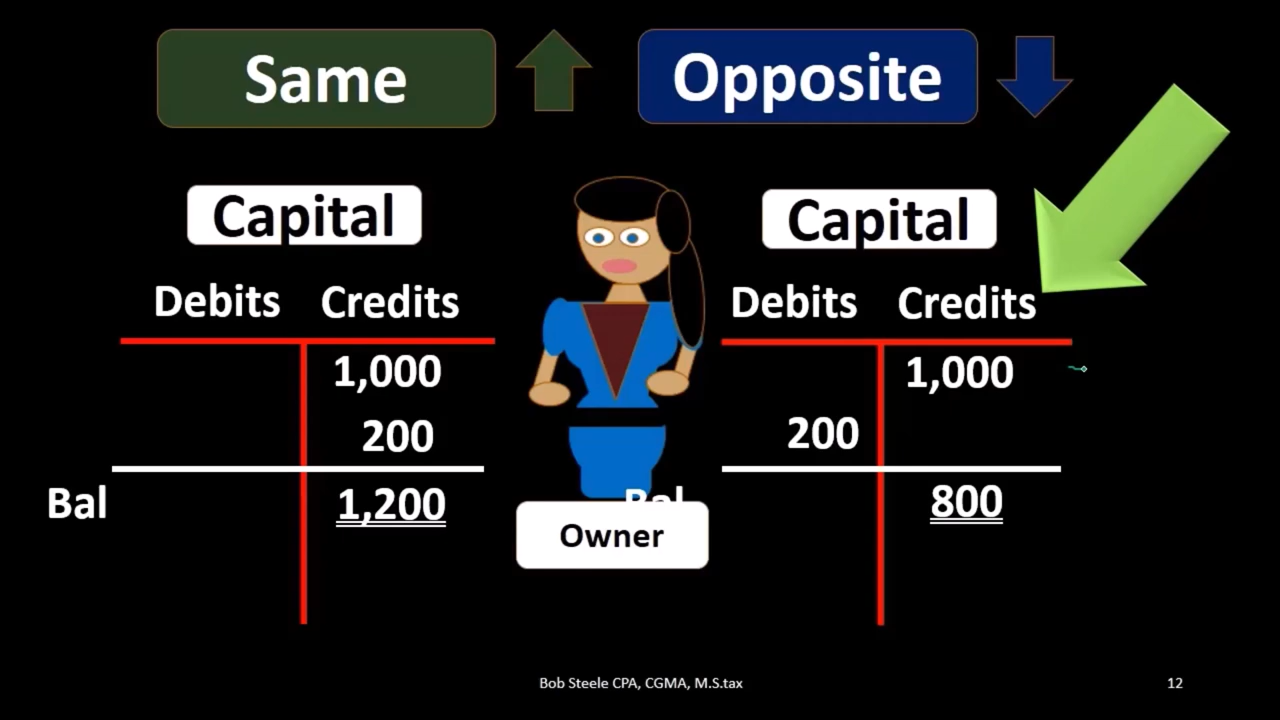 Same Opposite
Capital Capital
Debits Credits Debits Credits
1,000 1,000
200 200
Bal 1,200 Bal 800
Owner
Bob Steele CPA, CGMA, M.S.tax 12